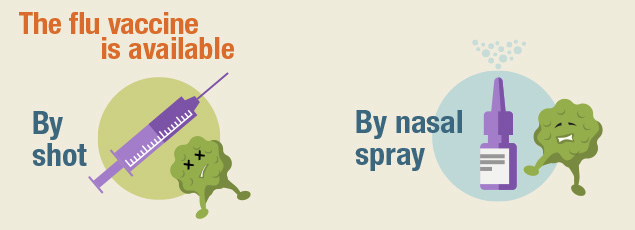 The flu vaccine
is available
By
shot
By nasal
spray